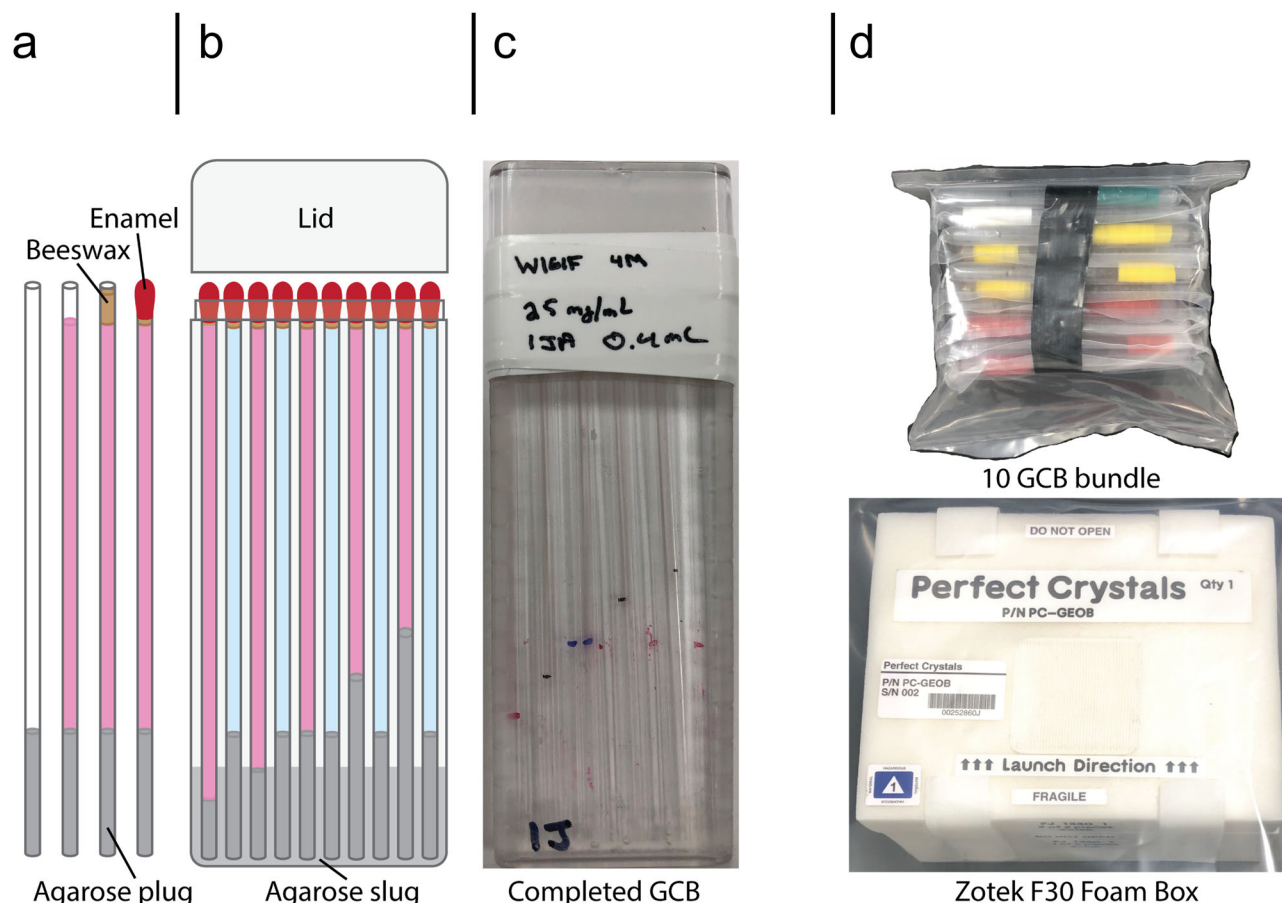 a
b
c
d
Enamel
Beeswax
Lid
Agarose plug
Agarose slug
W161F 4M
25 mg/mL
1JA 0.4mL
1J
Completed GCB
10 GCB bundle
DO NOT OPEN
Perfect Crystals Qty 1
P/N PC-GEOB
Perfect Crystals
P/N PC-GEOB
S/N 002
00252860J
1
↑↑↑ Launch Direction ↑↑↑
FRAGILE
Zotek F30 Foam Box